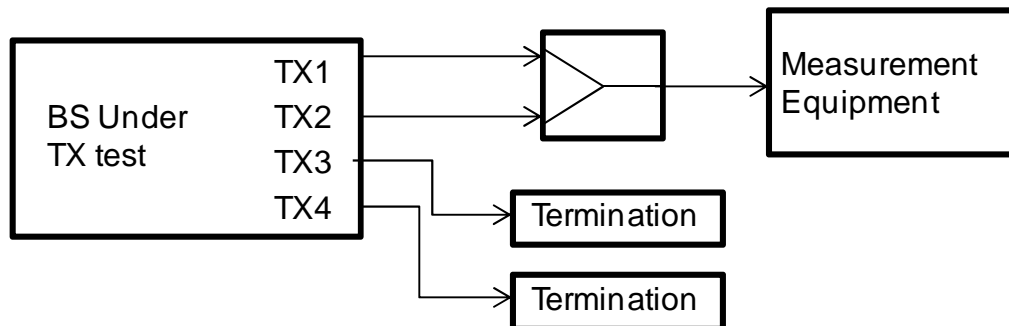 BS Under
TX test
TX1
TX2
TX3
TX4
Measurement
Equipment
Termination
Termination